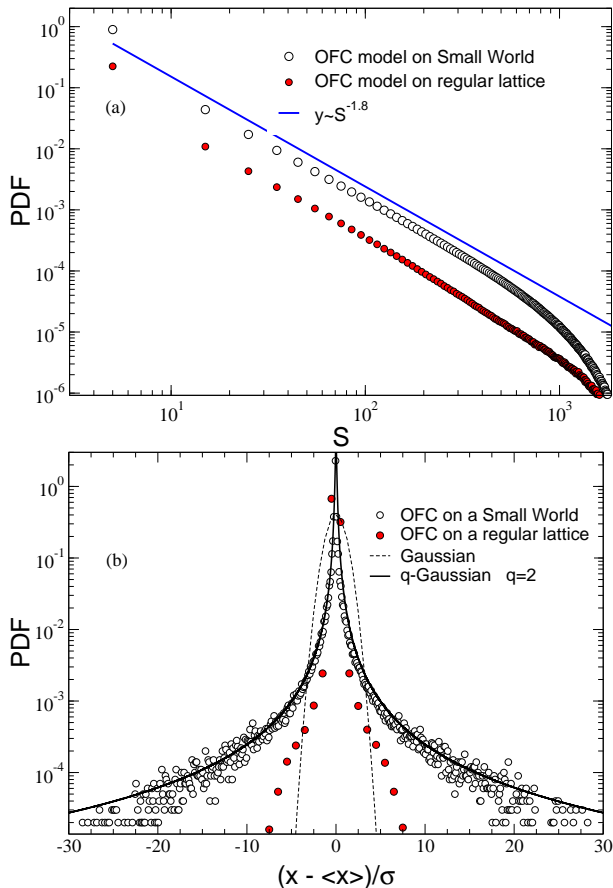 10^0
OFC model on Small World
OFC model on regular lattice
10^-1
(a)
y~S^-1.8
10^-2
PDF
10^-3
10^-4
10^-5
10^-6
10^1 10^2 10^3
S
10^0
OFC on a Small World
OFC on a regular lattice
Gaussian
(b)
q-Gaussian q=2
10^-1
PDF
10^-2
10^-3
10^-4
-30 -20 -10 0 10 20 30
(x - <x>)/σ